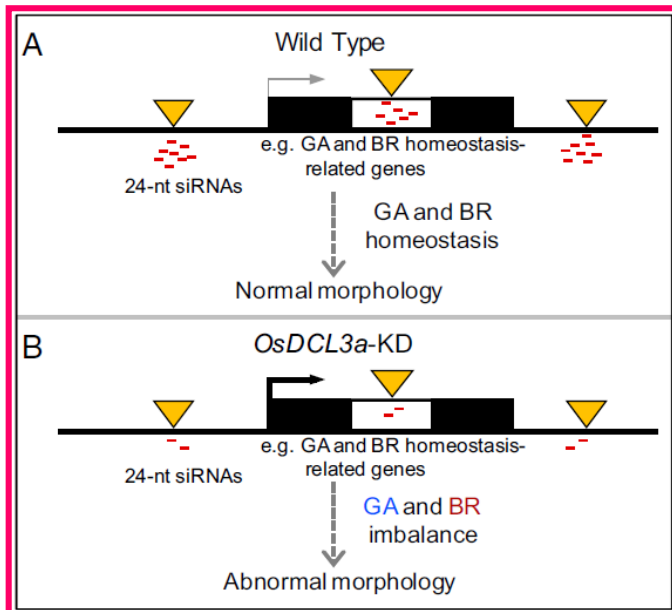 A
Wild Type
e.g. GA and BR homeostasis-
related genes
24-nt siRNAs
GA and BR
homeostasis
Normal morphology
B
OsDCL3a-KD
e.g. GA and BR homeostasis-
related genes
24-nt siRNAs
GA and BR
imbalance
Abnormal morphology